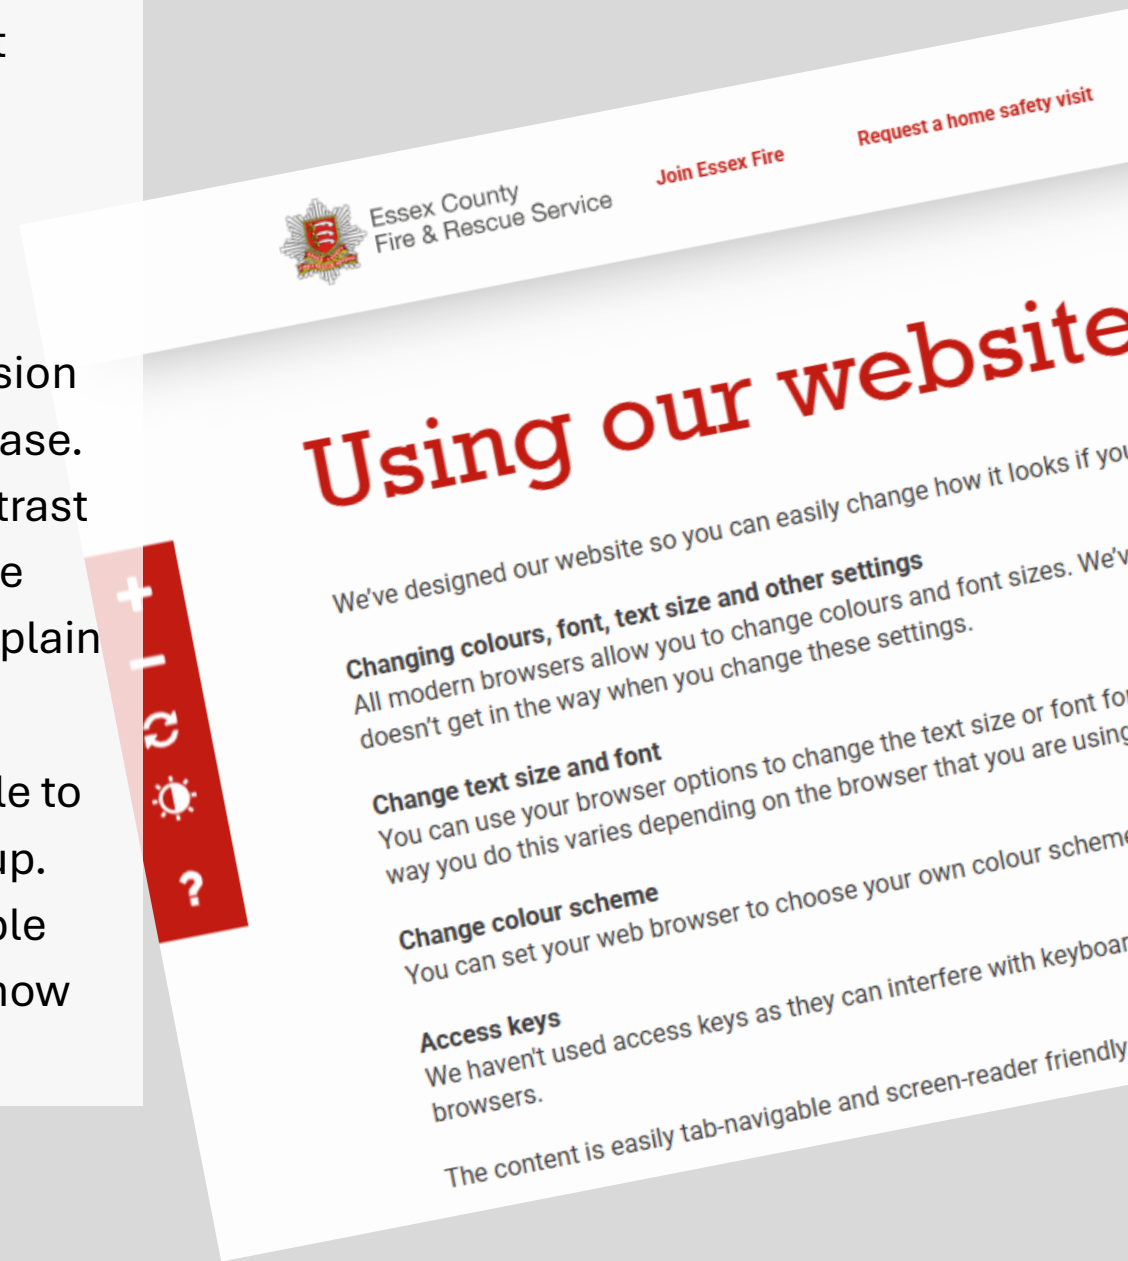 t
sion
ase.
trast
e
plain
le to
up.
ple
how
Essex County
Fire & Rescue Service
Join Essex Fire
Request a home safety visit
Using our website
We've designed our website so you can easily change how it looks if you
Changing colours, font, text size and other settings
All modern browsers allow you to change colours and font sizes. We've
doesn't get in the way when you change these settings.
Change text size and font
You can use your browser options to change the text size or font for
way you do this varies depending on the browser that you are using
Change colour scheme
You can set your web browser to choose your own colour scheme
Access keys
We haven't used access keys as they can interfere with keyboar
browsers.
The content is easily tab-navigable and screen-reader friendly